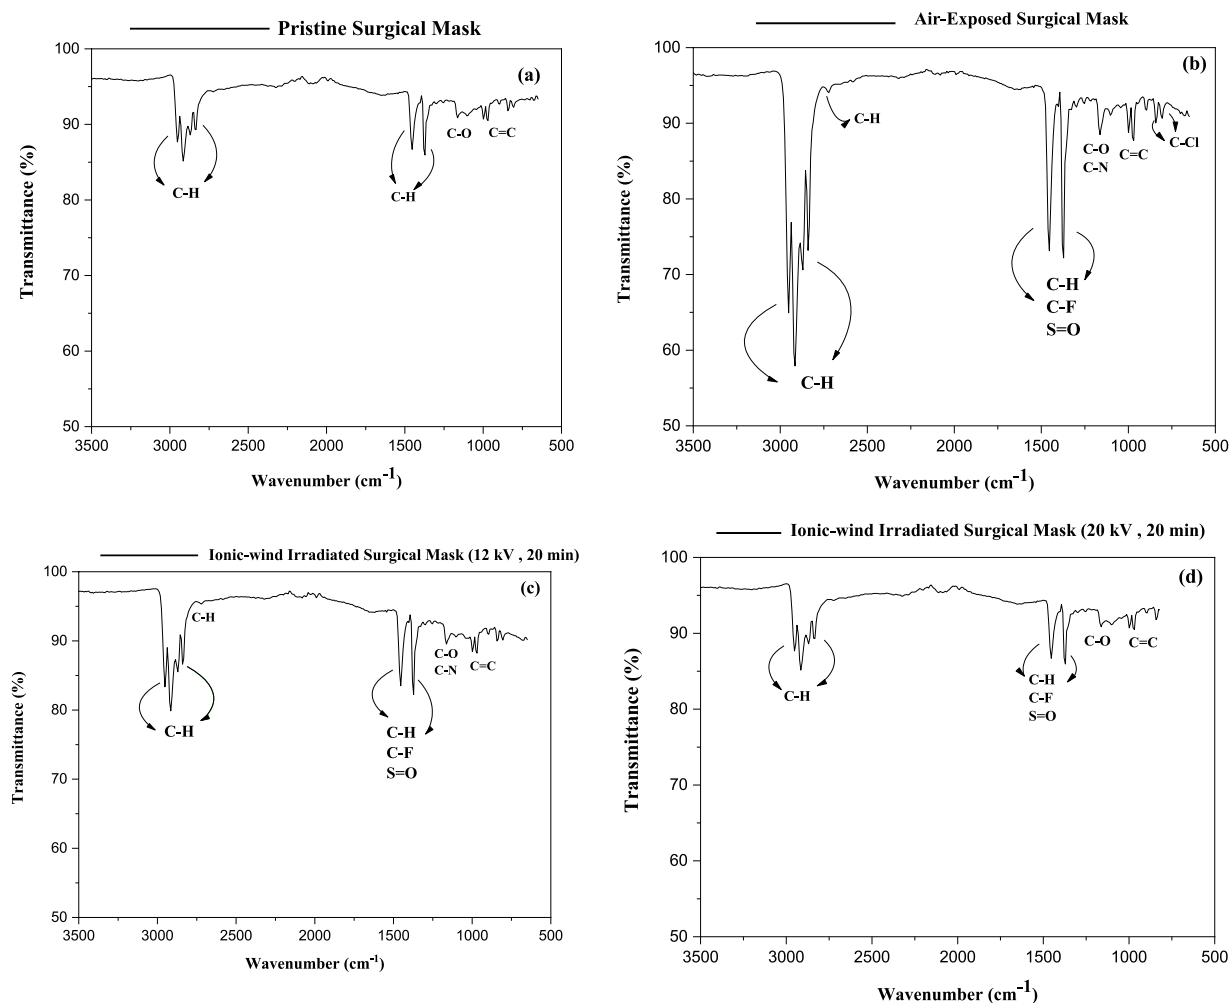 Pristine Surgical Mask
(a)
100
90
80
70
60
50
3500 3000 2500 2000 1500 1000 500
Transmittance (%)
Wavenumber (cm-1)
C-H
C-H
C-O
C=C
Air-Exposed Surgical Mask
(b)
100
90
80
70
60
50
3500 3000 2500 2000 1500 1000 500
Transmittance (%)
Wavenumber (cm-1)
C-H
C-H
C-H
C-F
S=O
C-O
C-N
C=C
C-Cl
Ionic-wind Irradiated Surgical Mask (12 kV , 20 min)
(c)
100
90
80
70
60
50
3500 3000 2500 2000 1500 1000 500
Transmittance (%)
Wavenumber (cm-1)
C-H
C-H
C-H
C-F
S=O
C-O
C-N
C=C
Ionic-wind Irradiated Surgical Mask (20 kV , 20 min)
(d)
100
90
80
70
60
50
3500 3000 2500 2000 1500 1000 500
Transmittance (%)
Wavenumber (cm-1)
C-H
C-H
C-F
S=O
C-O
C=C